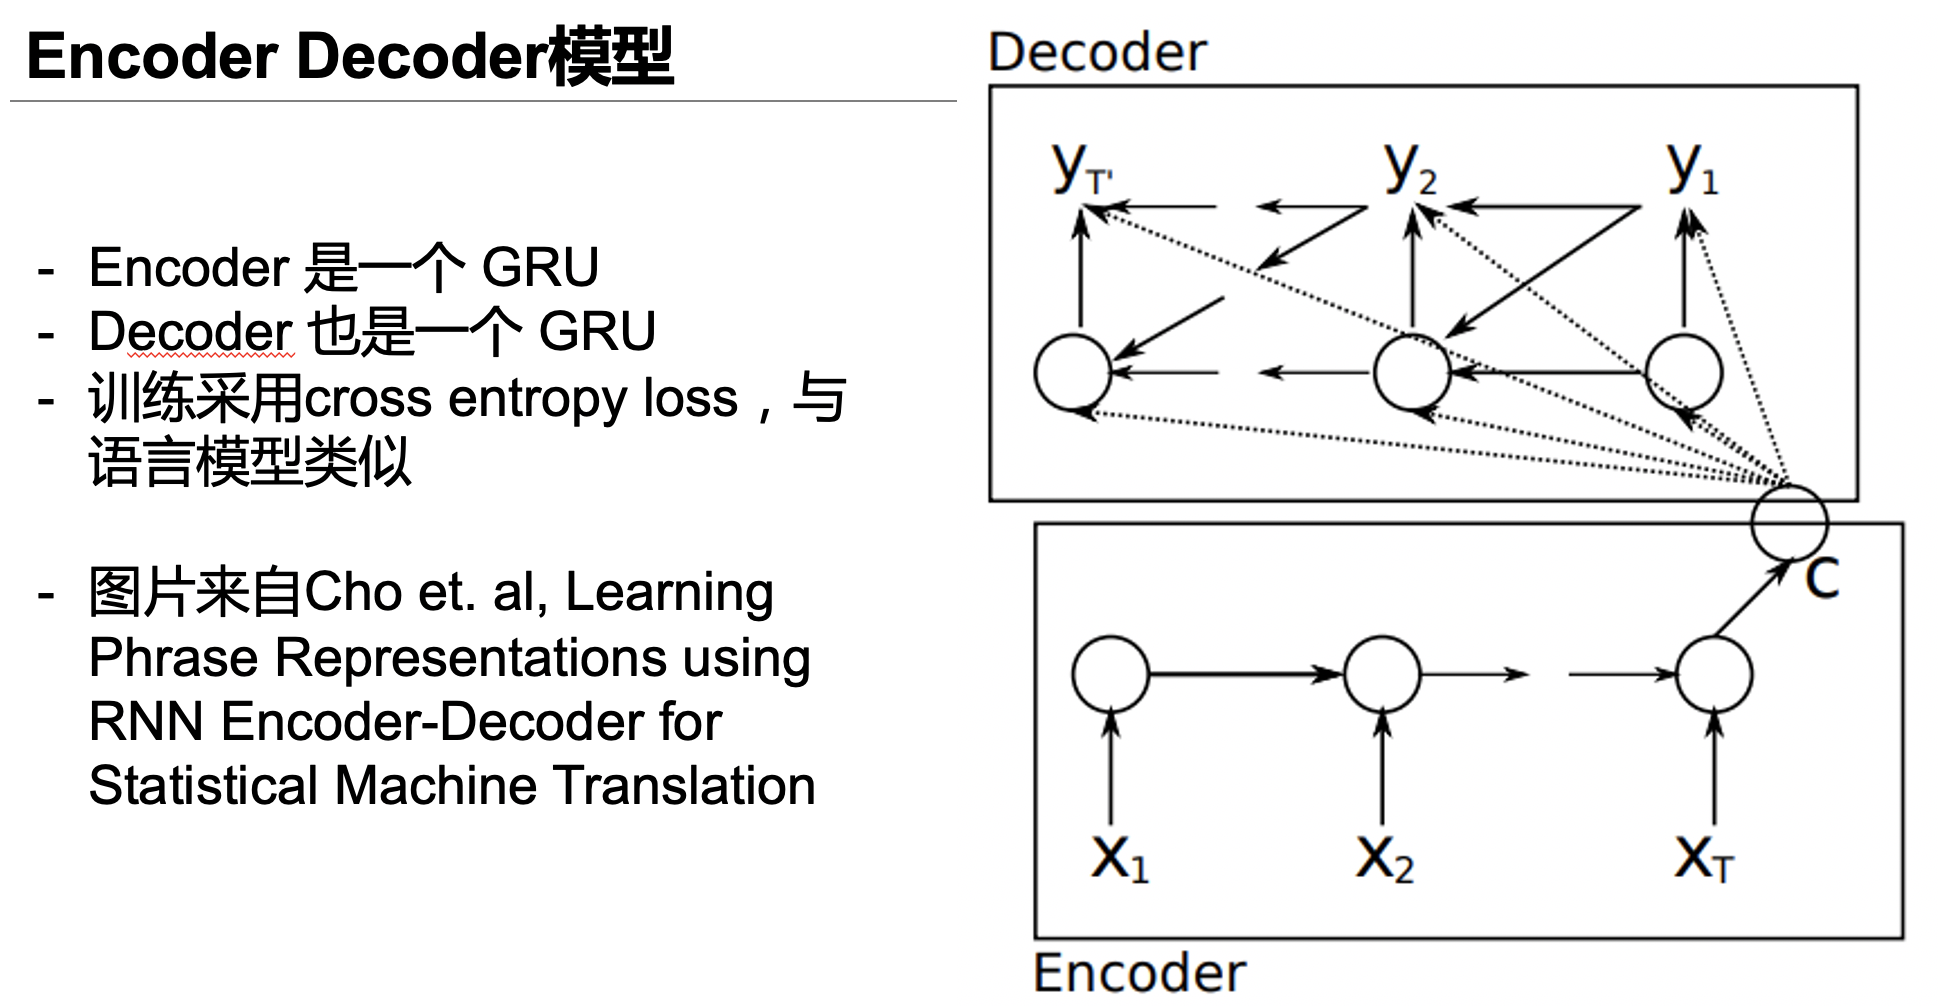 Encoder Decoder模型
- Encoder 是一个 GRU
- Decoder 也是一个 GRU
- 训练采用cross entropy loss，与
语言模型类似
- 图片来自Cho et. al, Learning
Phrase Representations using
RNN Encoder-Decoder for
Statistical Machine Translation
Decoder
y_T' y_2 y_1
c
x_1 x_2 x_T
Encoder